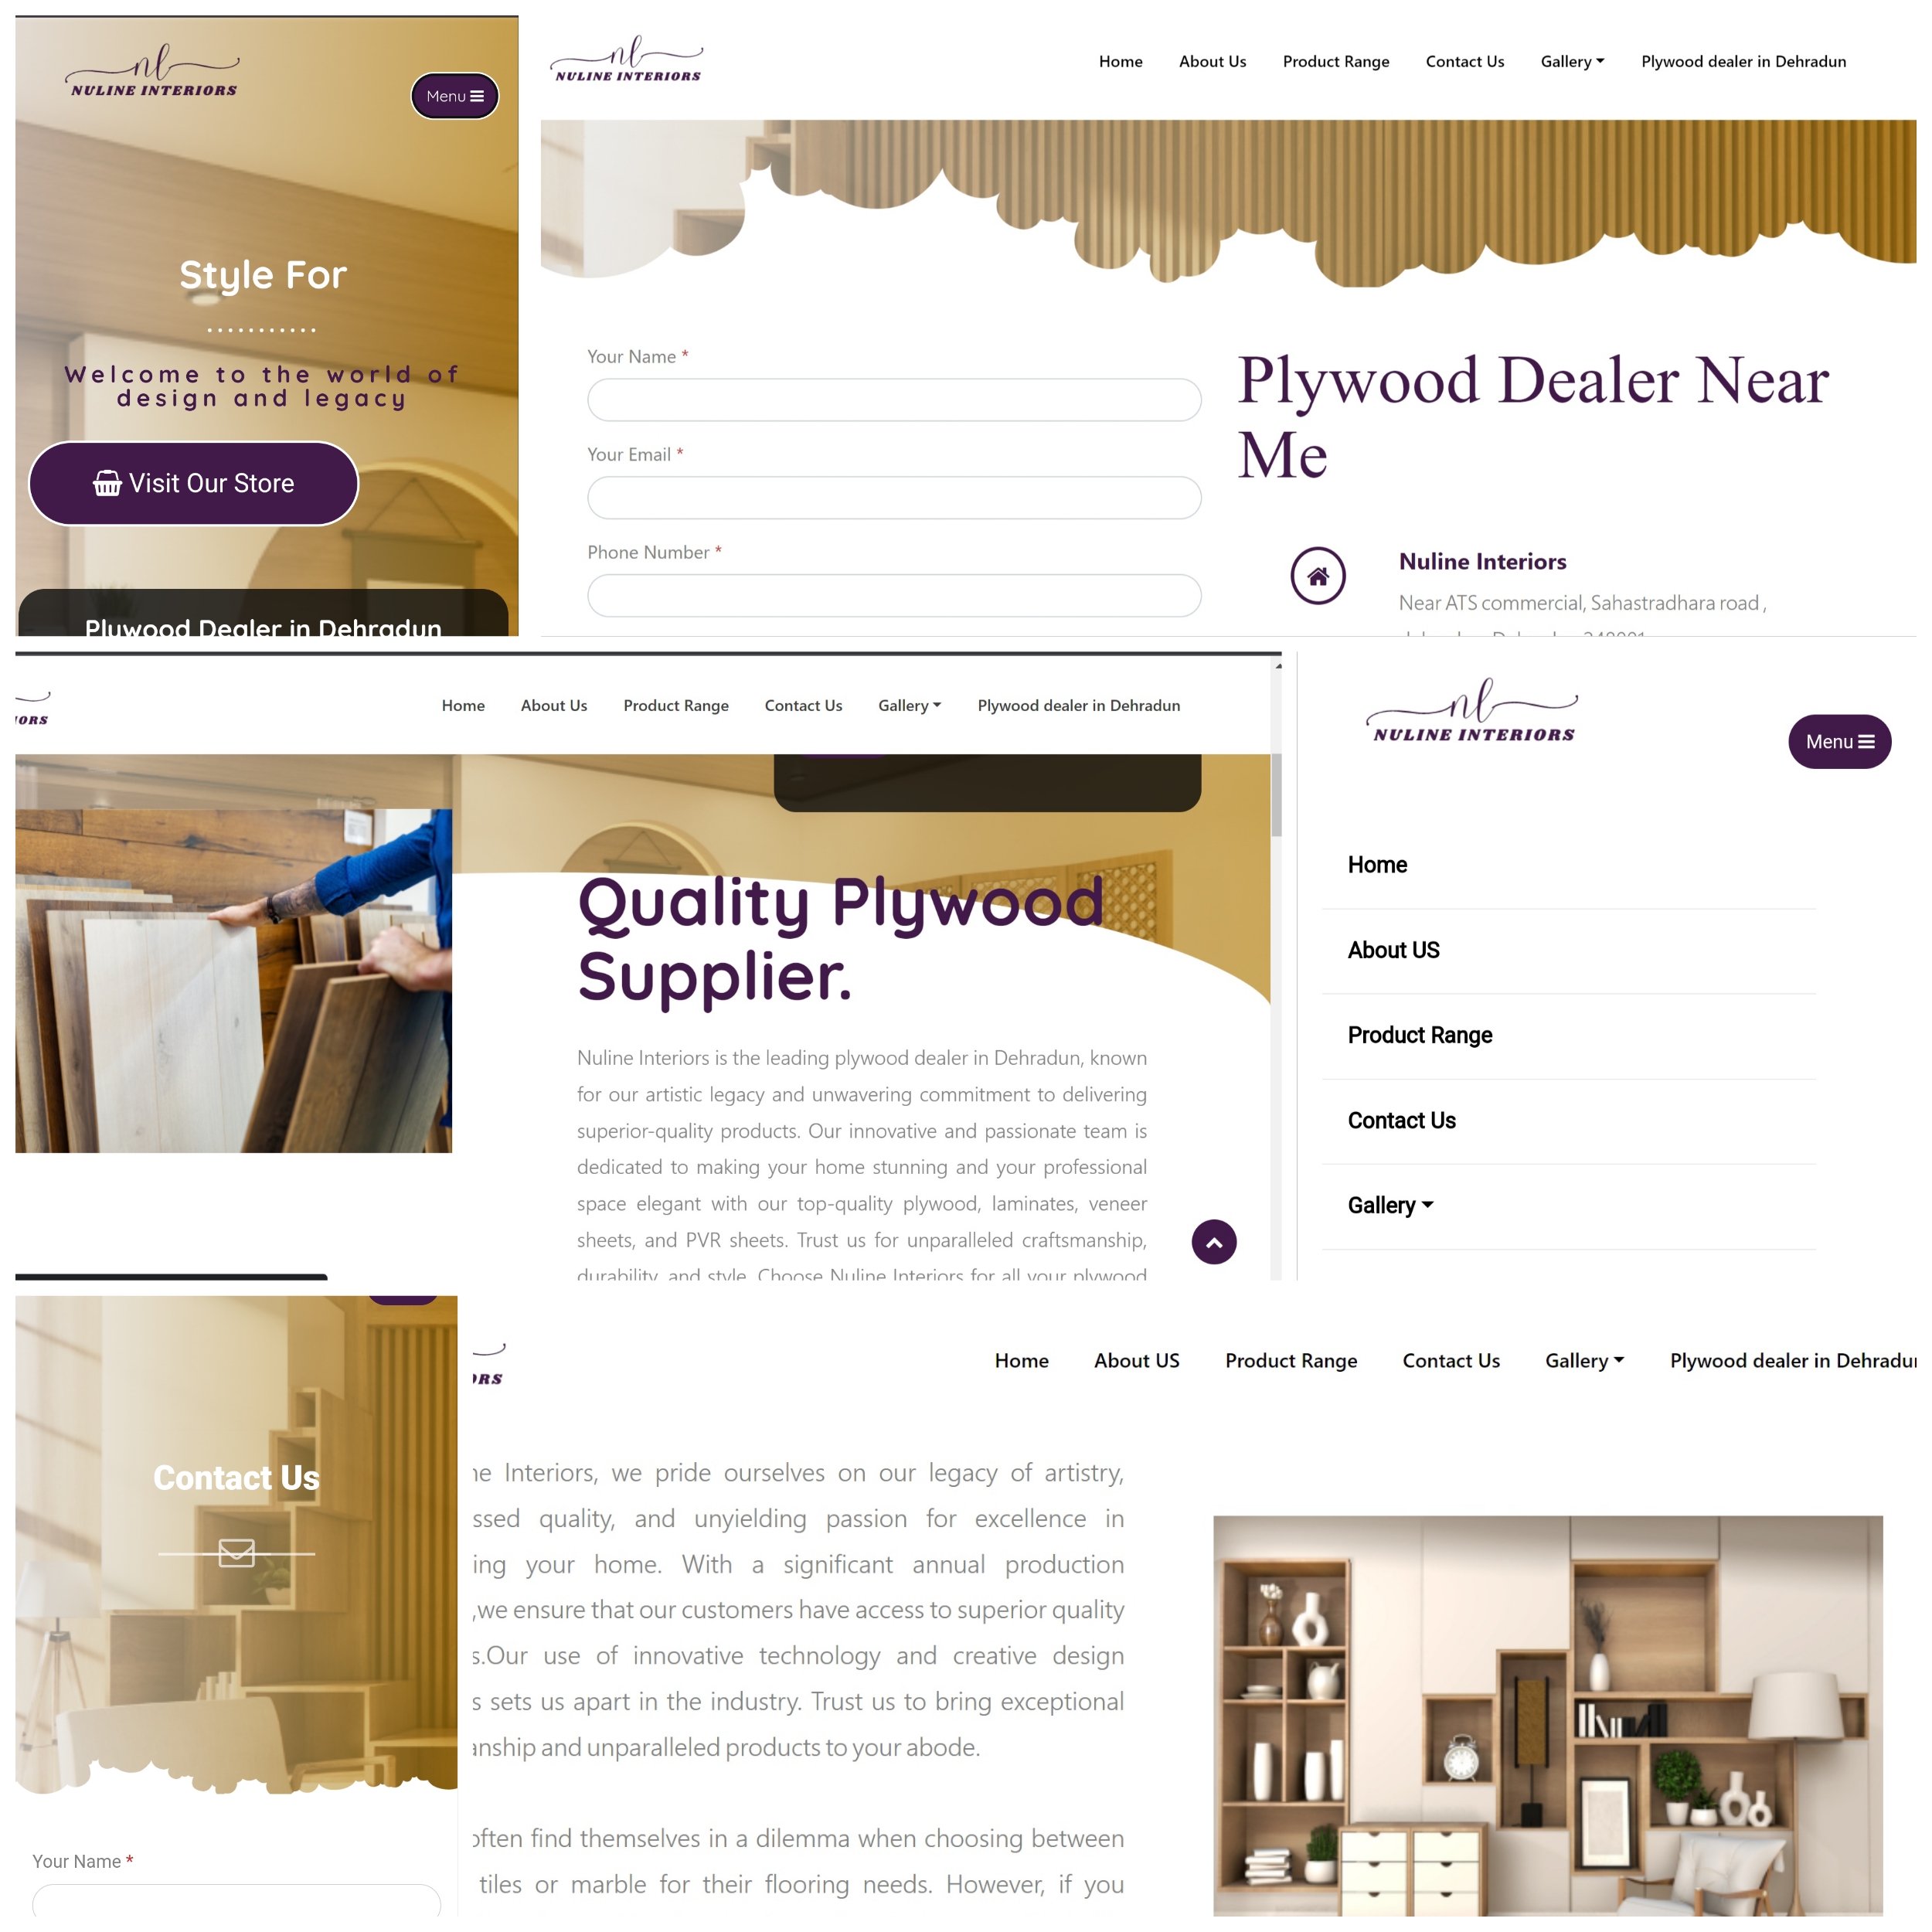 nl
NULINE INTERIORS
Menu
Style For
Welcome to the world of
design and legacy
Visit Our Store
Plywood Dealer in Dehradun
nl
NULINE INTERIORS
Home About Us Product Range Contact Us Gallery Plywood dealer in Dehradun
Your Name *
Your Email *
Phone Number *
Plywood Dealer Near
Me
Nuline Interiors
Near ATS commercial, Sahastradhara road ,
IORS
Home About Us Product Range Contact Us Gallery Plywood dealer in Dehradun
Quality Plywood
Supplier.
Nuline Interiors is the leading plywood dealer in Dehradun, known
for our artistic legacy and unwavering commitment to delivering
superior-quality products. Our innovative and passionate team is
dedicated to making your home stunning and your professional
space elegant with our top-quality plywood, laminates, veneer
sheets, and PVR sheets. Trust us for unparalleled craftsmanship,
durability, and style. Choose Nuline Interiors for all your plywood
nl
NULINE INTERIORS
Menu
Home
About US
Product Range
Contact Us
Gallery
Contact Us
Your Name *
ORS
Home About US Product Range Contact Us Gallery Plywood dealer in Dehradu
ne Interiors, we pride ourselves on our legacy of artistry,
ssed quality, and unyielding passion for excellence in
ing your home. With a significant annual production
,we ensure that our customers have access to superior quality
s.Our use of innovative technology and creative design
s sets us apart in the industry. Trust us to bring exceptional
anship and unparalleled products to your abode.
often find themselves in a dilemma when choosing between
tiles or marble for their flooring needs. However, if you